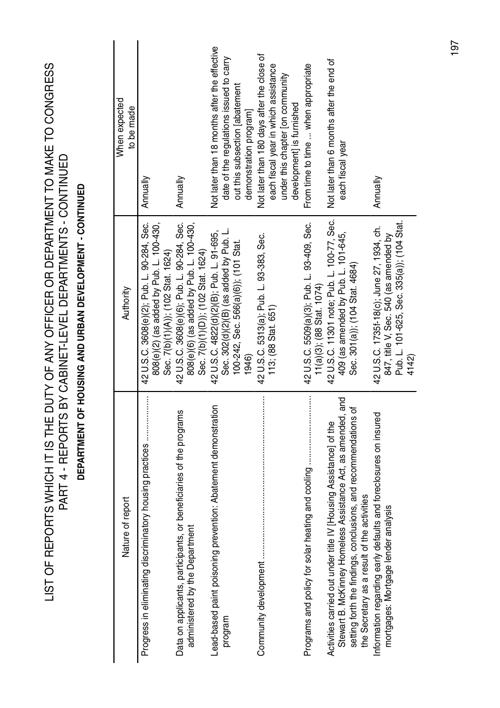 LIST OF REPORTS WHICH IT IS THE DUTY OF ANY OFFICER OR DEPARTMENT TO MAKE TO CONGRESS
PART 4 - REPORTS BY CABINET-LEVEL DEPARTMENTS - CONTINUED
DEPARTMENT OF HOUSING AND URBAN DEVELOPMENT - CONTINUED
Nature of report
Authority
When expected
to be made
Progress in eliminating discriminatory housing practices
42 U.S.C. 3608(e)(2); Pub. L. 90-284, Sec.
808(e)(2) (as added by Pub. L. 100-430,
Sec. 7(b)(1)(A)); (102 Stat. 1624)
Annually
Data on applicants, participants, or beneficiaries of the programs
administered by the Department
42 U.S.C. 3608(e)(6); Pub. L. 90-284, Sec.
808(e)(6) (as added by Pub. L. 100-430,
Sec. 7(b)(1)(D)); (102 Stat. 1624)
Annually
Lead-based paint poisoning prevention: Abatement demonstration
program
42 U.S.C. 4822(d)(2)(B); Pub. L. 91-695,
Sec. 302(d)(2)(B) (as added by Pub. L.
100-242, Sec. 566(a)(6)); (101 Stat.
1946)
Not later than 18 months after the effective
date of the regulations issued to carry
out this subsection [abatement
demonstration program]
Community development
42 U.S.C. 5313(a); Pub. L. 93-383, Sec.
113; (88 Stat. 651)
Not later than 180 days after the close of
each fiscal year in which assistance
under this chapter [on community
development] is furnished
Programs and policy for solar heating and cooling
42 U.S.C. 5509(a)(3); Pub. L. 93-409, Sec.
11(a)(3); (88 Stat. 1074)
From time to time ... when appropriate
Activities carried out under title IV [Housing Assistance] of the
Stewart B. McKinney Homeless Assistance Act, as amended, and
setting forth the findings, conclusions, and recommendations of
the Secretary as a result of the activities
42 U.S.C. 11301 note; Pub. L. 100-77, Sec.
409 (as amended by Pub. L. 101-645,
Sec. 301(a)); (104 Stat. 4684)
Not later than 6 months after the end of
each fiscal year
Information regarding early defaults and foreclosures on insured
mortgages: Mortgage lender analysis
42 U.S.C. 1735f-18(c); June 27, 1934, ch.
847, title V, Sec. 540 (as amended by
Pub. L. 101-625, Sec. 335(a)); (104 Stat.
4142)
Annually
197